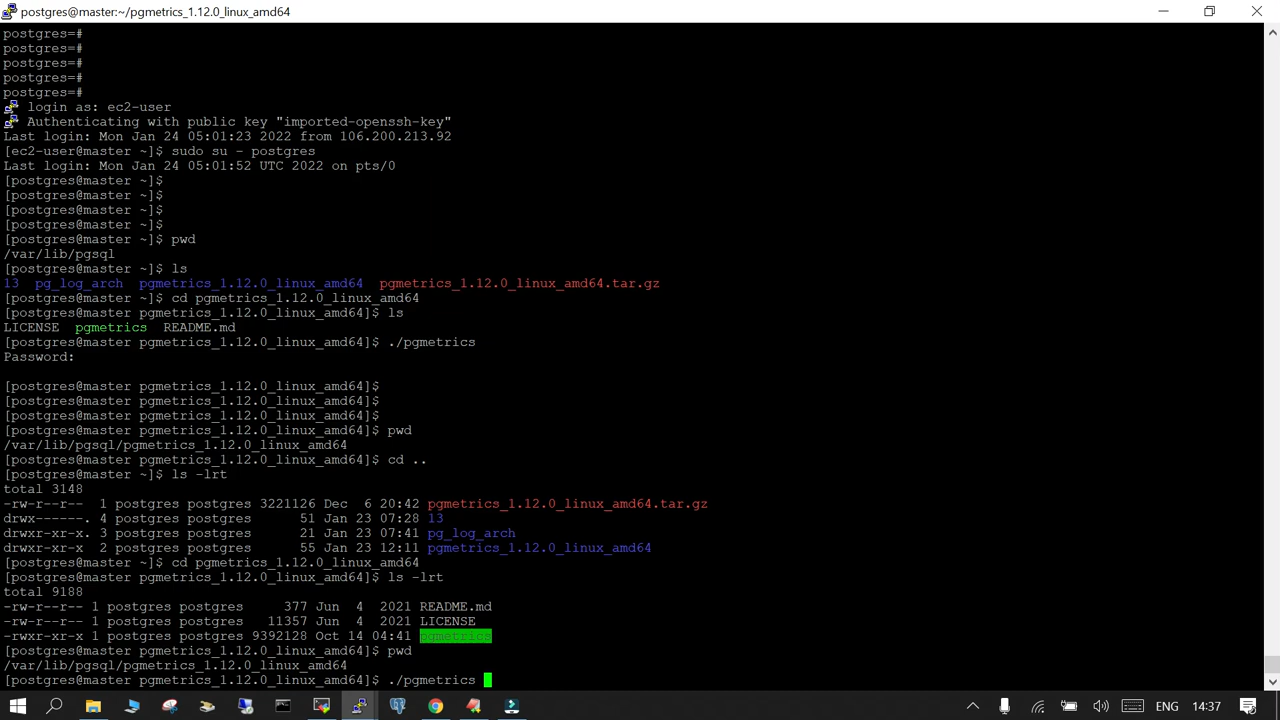 postgres@master:~/pgmetrics_1.12.0_linux_amd64
postgres=#
postgres=#
postgres=#
postgres=#
postgres=#
login as: ec2-user
Authenticating with public key "imported-openssh-key"
Last login: Mon Jan 24 05:01:23 2022 from 106.200.213.92
[ec2-user@master ~]$ sudo su - postgres
Last login: Mon Jan 24 05:01:52 UTC 2022 on pts/0
[postgres@master ~]$
[postgres@master ~]$
[postgres@master ~]$
[postgres@master ~]$
[postgres@master ~]$ pwd
/var/lib/pgsql
[postgres@master ~]$ ls
13  pg_log_arch  pgmetrics_1.12.0_linux_amd64  pgmetrics_1.12.0_linux_amd64.tar.gz
[postgres@master ~]$ cd pgmetrics_1.12.0_linux_amd64
[postgres@master pgmetrics_1.12.0_linux_amd64]$ ls
LICENSE  pgmetrics  README.md
[postgres@master pgmetrics_1.12.0_linux_amd64]$ ./pgmetrics
Password:
[postgres@master pgmetrics_1.12.0_linux_amd64]$
[postgres@master pgmetrics_1.12.0_linux_amd64]$
[postgres@master pgmetrics_1.12.0_linux_amd64]$
[postgres@master pgmetrics_1.12.0_linux_amd64]$ pwd
/var/lib/pgsql/pgmetrics_1.12.0_linux_amd64
[postgres@master pgmetrics_1.12.0_linux_amd64]$ cd ..
[postgres@master ~]$ ls -lrt
total 3148
-rw-r--r--  1 postgres postgres 3221126 Dec  6 20:42 pgmetrics_1.12.0_linux_amd64.tar.gz
drwx------. 4 postgres postgres      51 Jan 23 07:28 13
drwxr-xr-x. 3 postgres postgres      21 Jan 23 07:41 pg_log_arch
drwxr-xr-x  2 postgres postgres      55 Jan 23 12:11 pgmetrics_1.12.0_linux_amd64
[postgres@master ~]$ cd pgmetrics_1.12.0_linux_amd64
[postgres@master pgmetrics_1.12.0_linux_amd64]$ ls -lrt
total 9188
-rw-r--r-- 1 postgres postgres     377 Jun  4  2021 README.md
-rw-r--r-- 1 postgres postgres   11357 Jun  4  2021 LICENSE
-rwxr-xr-x 1 postgres postgres 9392128 Oct 14 04:41 pgmetrics
[postgres@master pgmetrics_1.12.0_linux_amd64]$ pwd
/var/lib/pgsql/pgmetrics_1.12.0_linux_amd64
[postgres@master pgmetrics_1.12.0_linux_amd64]$ ./pgmetrics
ENG 14:37